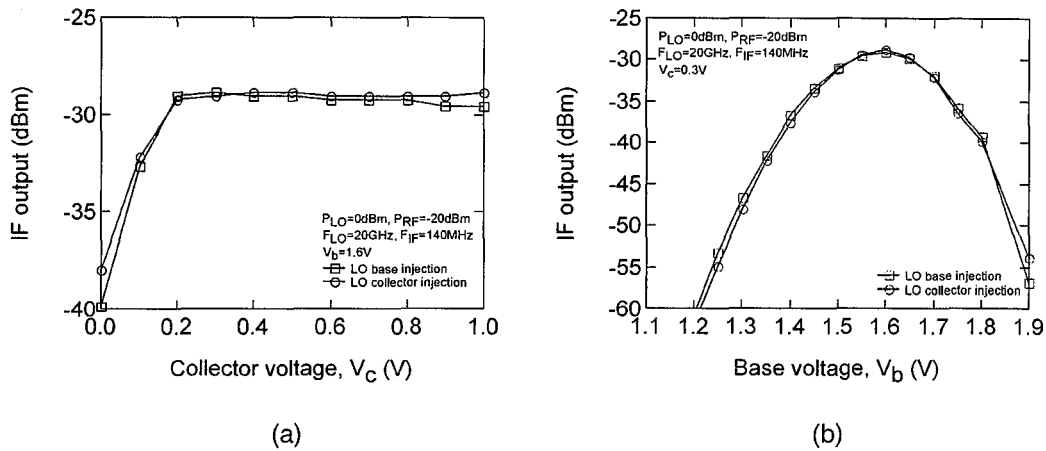 -25
-30
-35
-40
IF output (dBm)
P_LO=0dBm, P_RF=-20dBm
F_LO=20GHz, F_IF=140MHz
V_b=1.6V
LO base injection
LO collector injection
0.0 0.2 0.4 0.6 0.8 1.0
Collector voltage, V_c (V)
(a)
-25
-30
-35
-40
-45
-50
-55
-60
IF output (dBm)
P_LO=0dBm, P_RF=-20dBm
F_LO=20GHz, F_IF=140MHz
V_c=0.3V
LO base injection
LO collector injection
1.1 1.2 1.3 1.4 1.5 1.6 1.7 1.8 1.9
Base voltage, V_b (V)
(b)